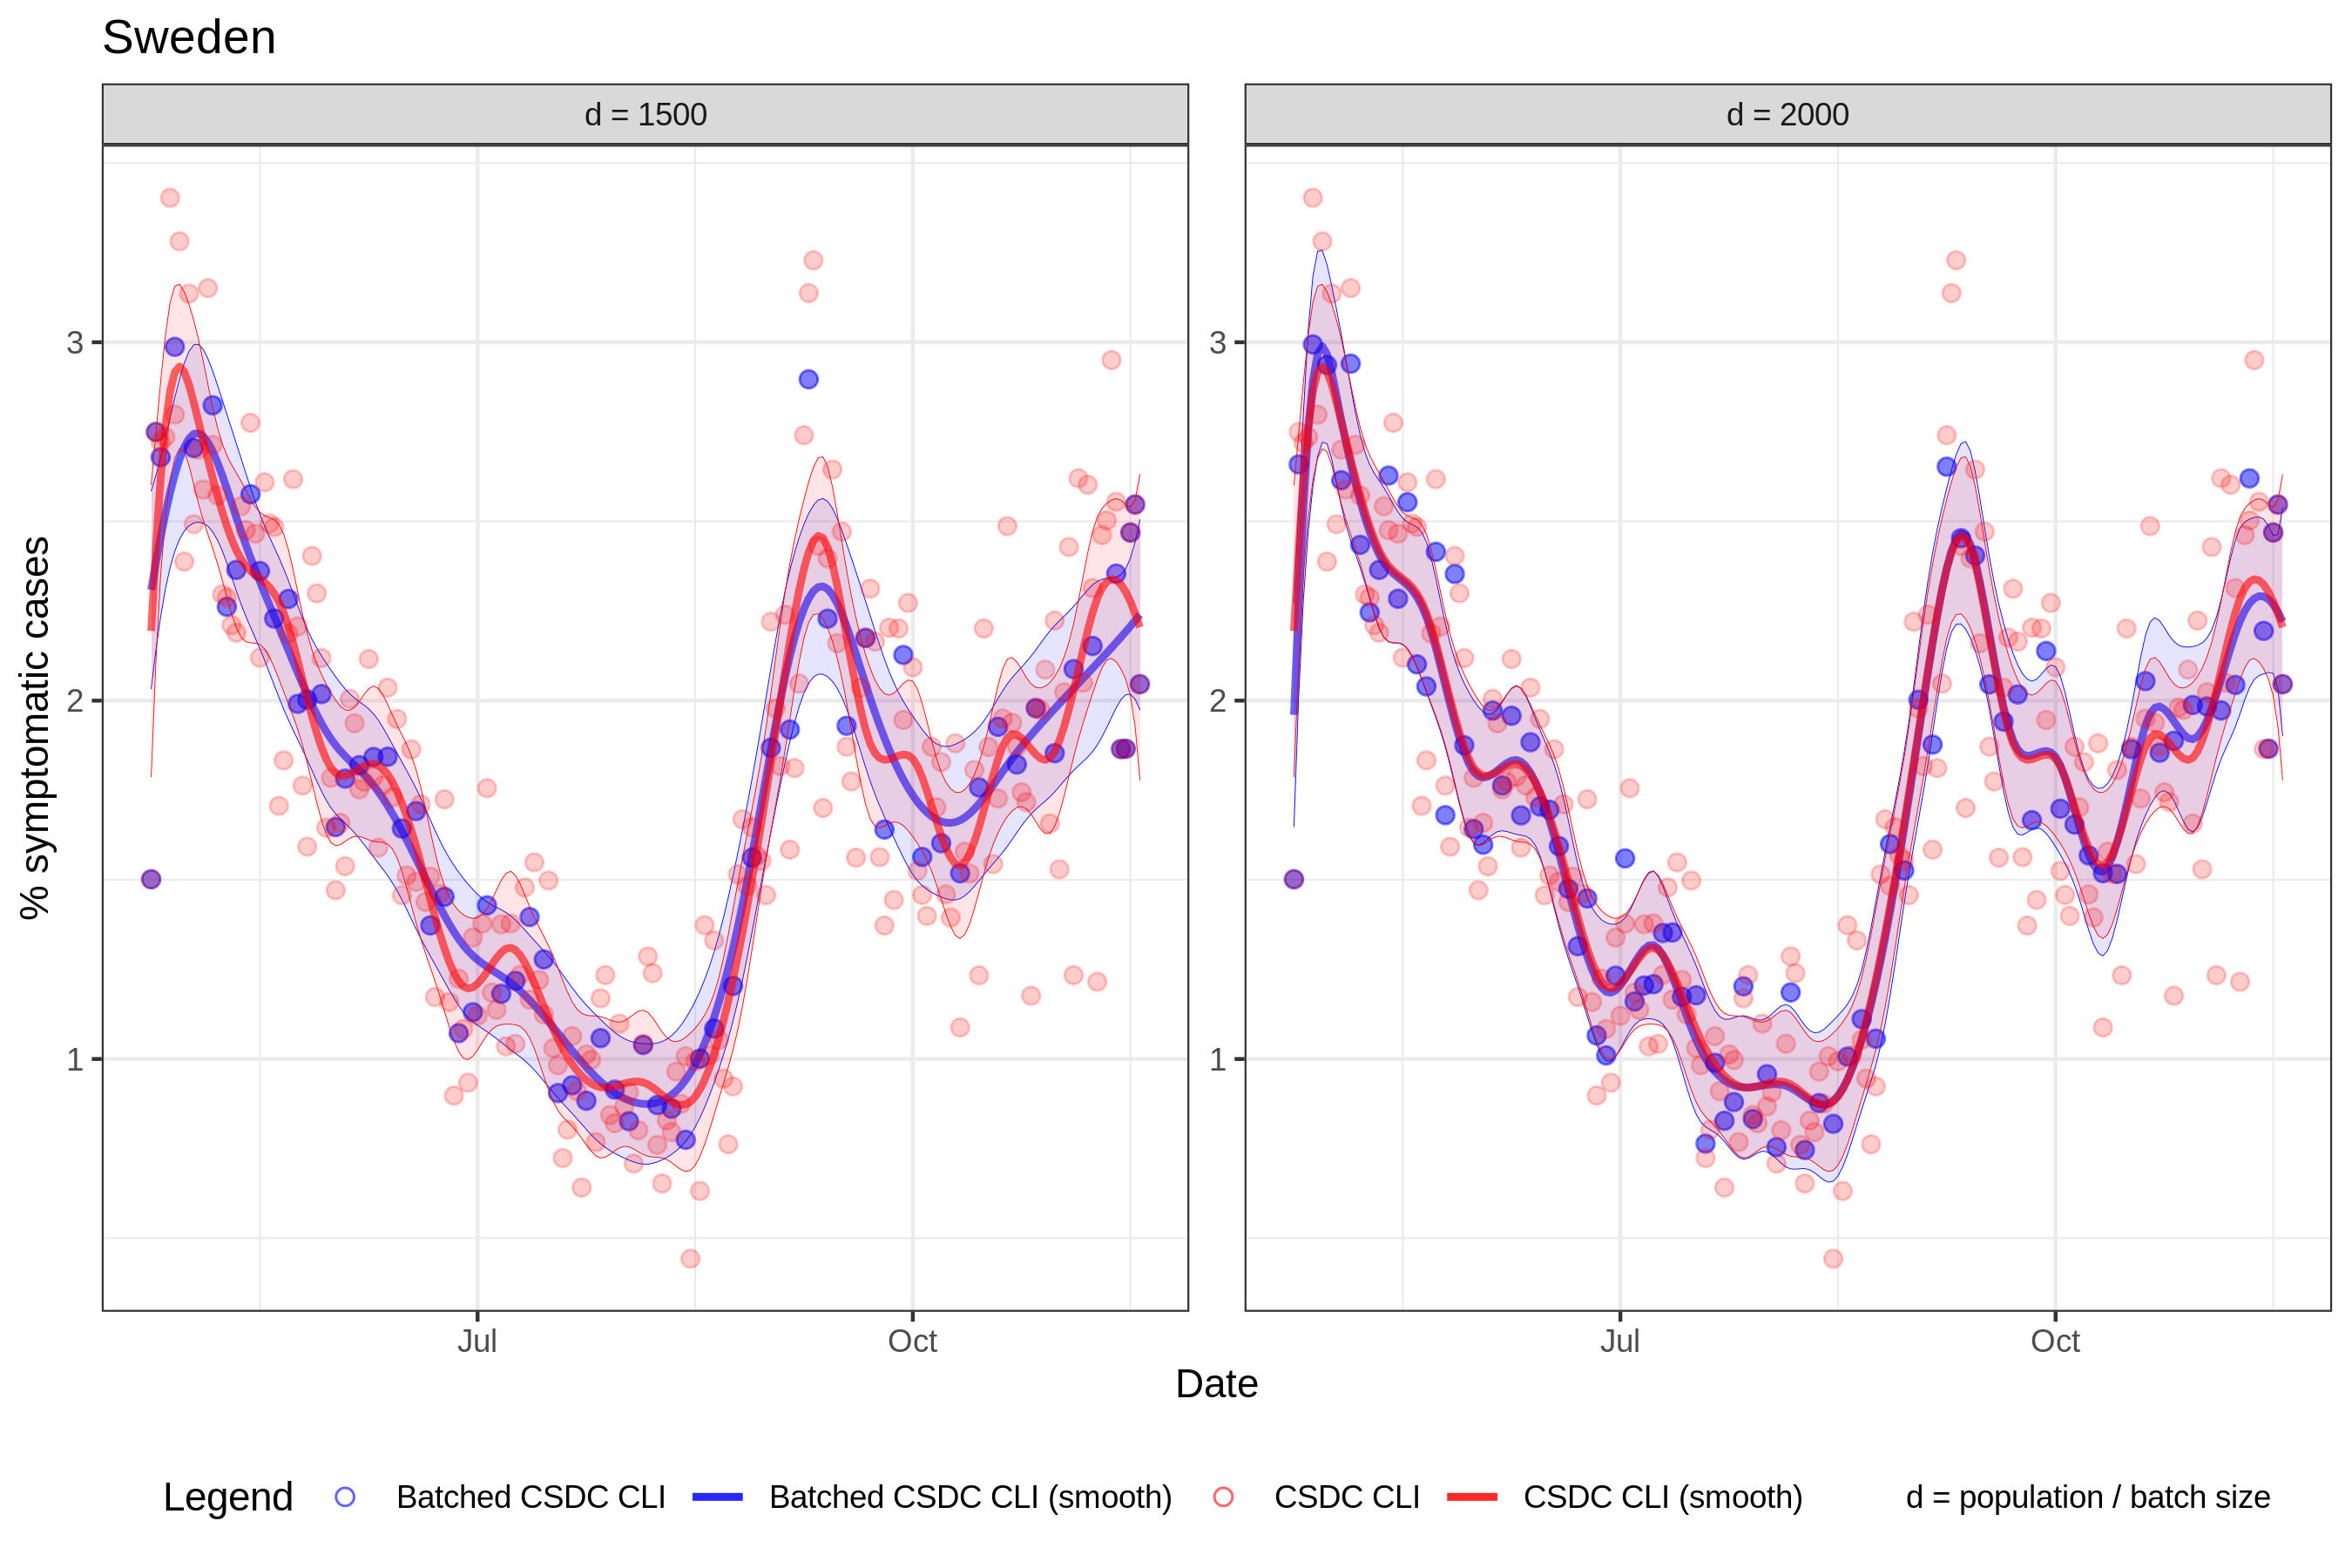 Sweden
d = 1500
d = 2000
% symptomatic cases
3
2
1
3
2
1
Jul
Oct
Jul
Oct
Date
Legend Batched CSDC CLI Batched CSDC CLI (smooth) CSDC CLI CSDC CLI (smooth) d = population / batch size